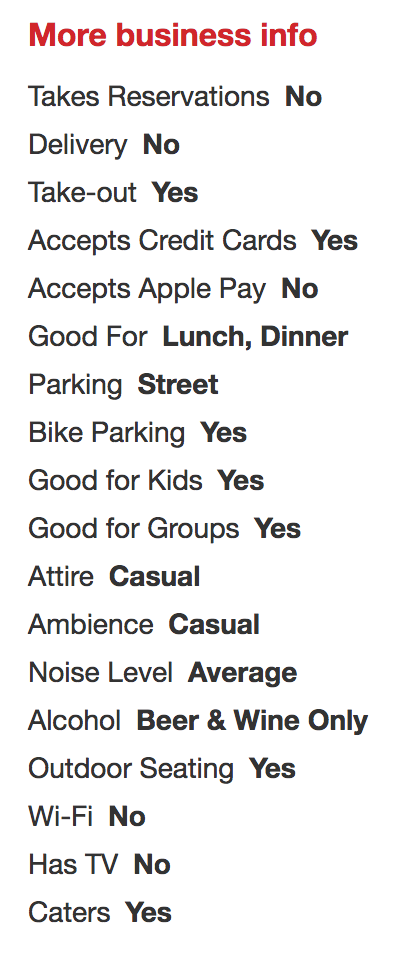 More business info
Takes Reservations No
Delivery No
Take-out Yes
Accepts Credit Cards Yes
Accepts Apple Pay No
Good For Lunch, Dinner
Parking Street
Bike Parking Yes
Good for Kids Yes
Good for Groups Yes
Attire Casual
Ambience Casual
Noise Level Average
Alcohol Beer & Wine Only
Outdoor Seating Yes
Wi-Fi No
Has TV No
Caters Yes